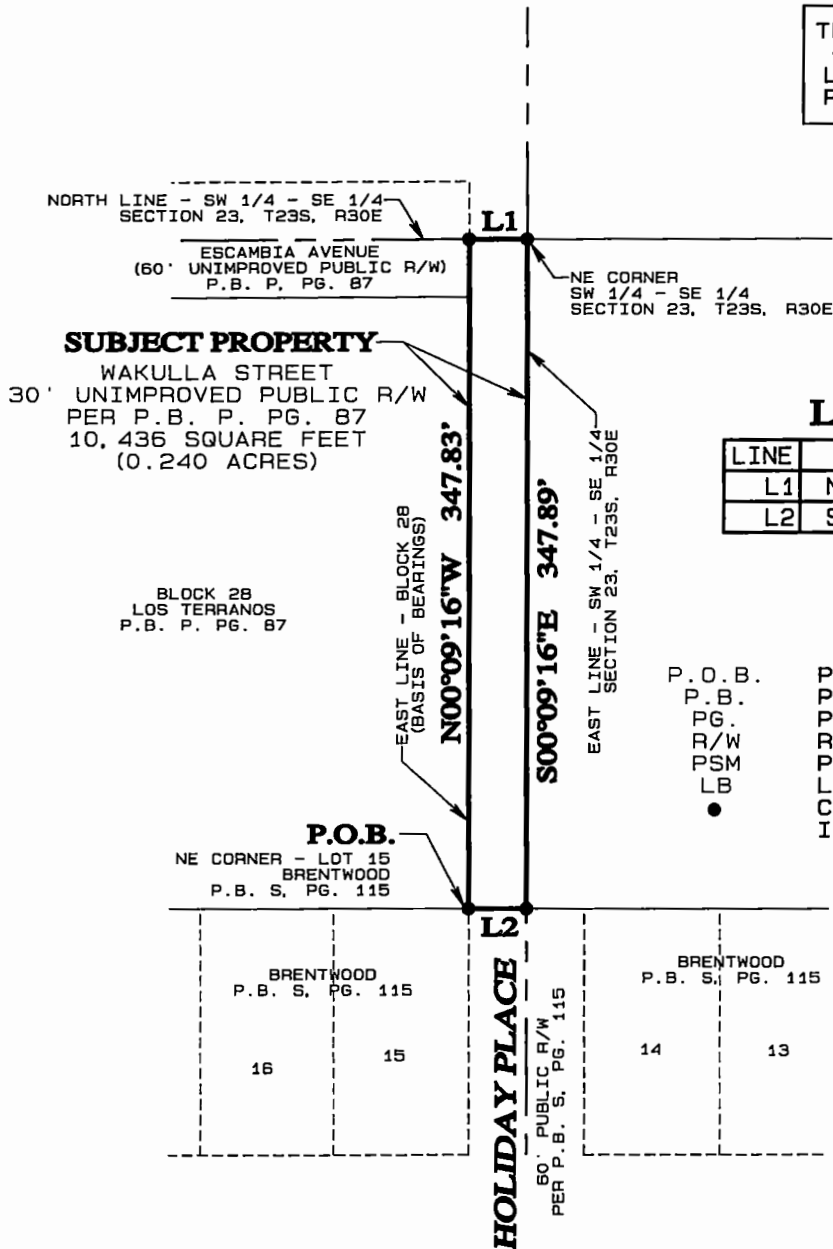 T
L
NORTH LINE - SW 1/4 - SE 1/4
SECTION 23, T23S, R30E
L1
ESCAMBIA AVENUE
(60' UNIMPROVED PUBLIC R/W)
P.B. P, PG. 87
NE CORNER
SW 1/4 - SE 1/4
SECTION 23, T23S, R30E
SUBJECT PROPERTY
WAKULLA STREET
30' UNIMPROVED PUBLIC R/W
PER P.B. P. PG. 87
10,436 SQUARE FEET
(0.240 ACRES)
L
LINE
L1 N
L2 S
EAST LINE - BLOCK 28
(BASIS OF BEARINGS)
N00°09'16"W 347.83'
S00°09'16"E 347.89'
EAST LINE - SW 1/4 - SE 1/4
SECTION 23, T23S, R30E
BLOCK 28
LOS TERRANOS
P.B. P. PG. 87
P.O.B. P
P.B. P
PG. P
R/W R
PSM P
LB L
C
I
P.O.B.
NE CORNER - LOT 15
BRENTWOOD
P.B. S, PG. 115
L2
BRENTWOOD
P.B. S, PG. 115
16
15
HOLIDAY PLACE
60' PUBLIC R/W
PER P.B. S, PG. 115
BRENTWOOD
P.B. S, PG. 115
14
13